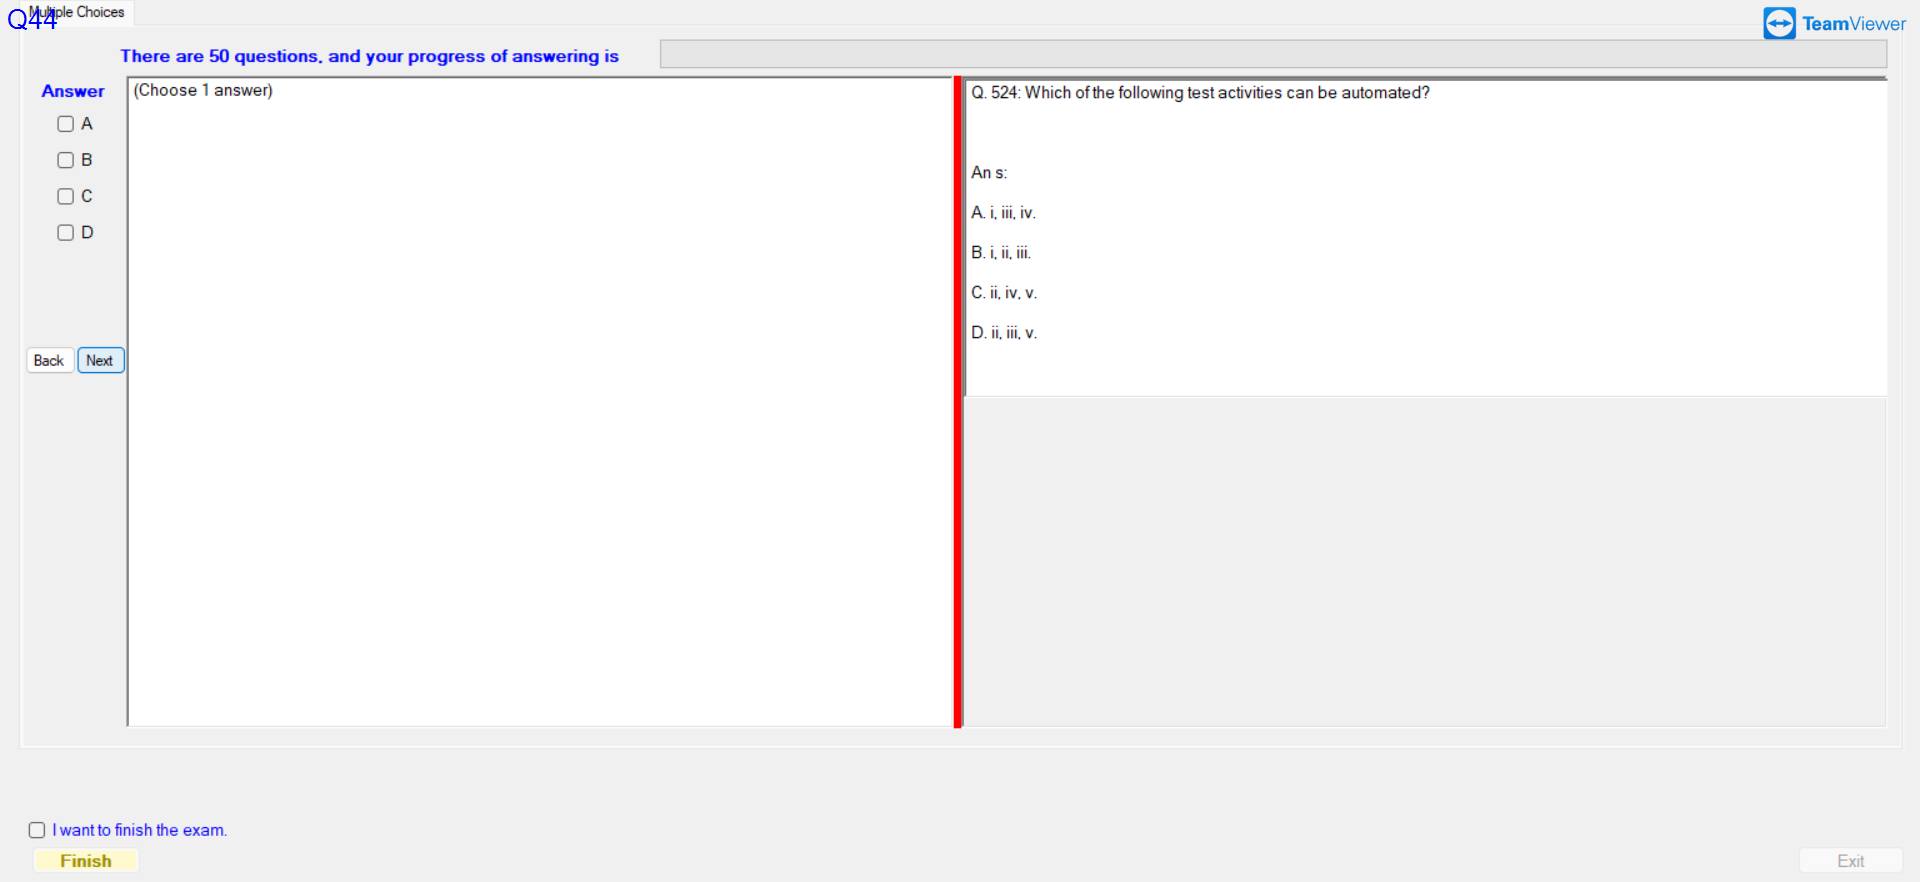 Q44
Multiple Choices
TeamViewer
There are 50 questions, and your progress of answering is
Answer
A
B
C
D
Back
Next
(Choose 1 answer)
Q. 524: Which of the following test activities can be automated?
An s:
A. i, iii, iv.
B. i, ii, iii.
C. ii, iv, v.
D. ii, iii, v.
I want to finish the exam.
Finish
Exit